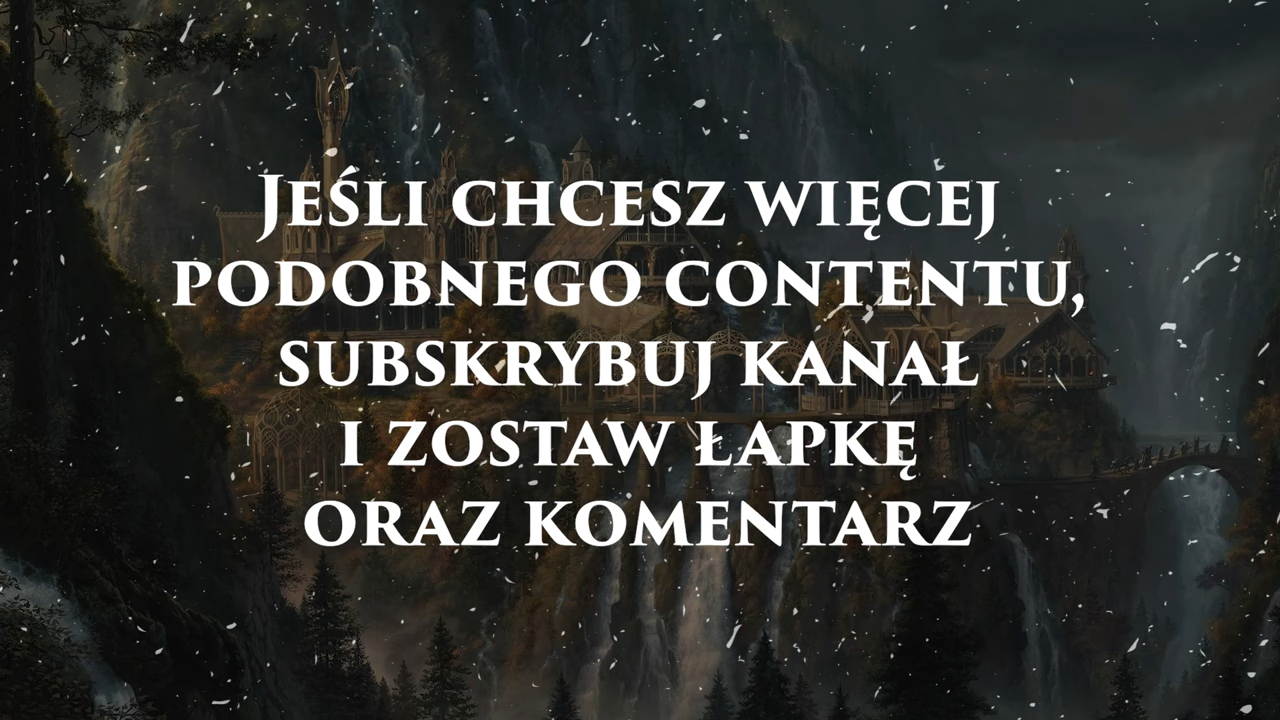 Jeśli chcesz więcej
podobnego contentu,
subskrybuj kanał
i zostaw łapkę
oraz komentarz